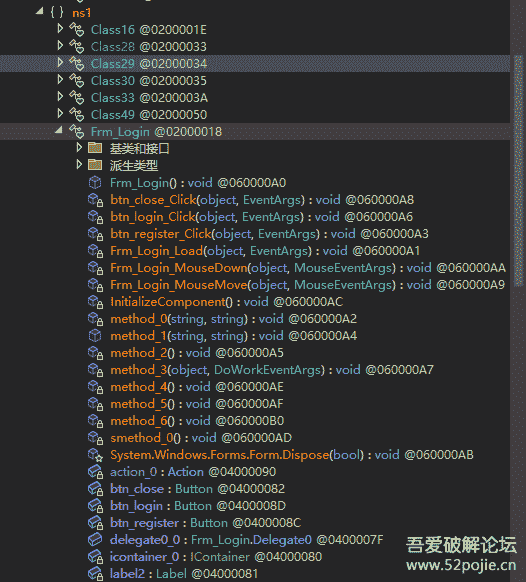 { } ns1
Class16 @0200001E
Class28 @02000033
Class29 @02000034
Class30 @02000035
Class33 @0200003A
Class49 @02000050
Frm_Login @02000018
基类和接口
派生类型
Frm_Login() : void @060000A0
btn_close_Click(object, EventArgs) : void @060000A8
btn_login_Click(object, EventArgs) : void @060000A6
btn_register_Click(object, EventArgs) : void @060000A3
Frm_Login_Load(object, EventArgs) : void @060000A1
Frm_Login_MouseDown(object, MouseEventArgs) : void @060000AA
Frm_Login_MouseMove(object, MouseEventArgs) : void @060000A9
InitializeComponent() : void @060000AC
method_0(string, string) : void @060000A2
method_1(string, string) : void @060000A4
method_2() : void @060000A5
method_3(object, DoWorkEventArgs) : void @060000A7
method_4() : void @060000AE
method_5() : void @060000AF
method_6() : void @060000B0
smethod_0() : void @060000AD
System.Windows.Forms.Form.Dispose(bool) : void @060000AB
action_0 : Action @04000090
btn_close : Button @04000082
btn_login : Button @0400008D
btn_register : Button @0400008C
delegate0_0 : Frm_Login.Delegate0 @0400007F
icontainer_0 : IContainer @04000080
label2 : Label @04000081
吾爱破解论坛
www.52pojie.cn